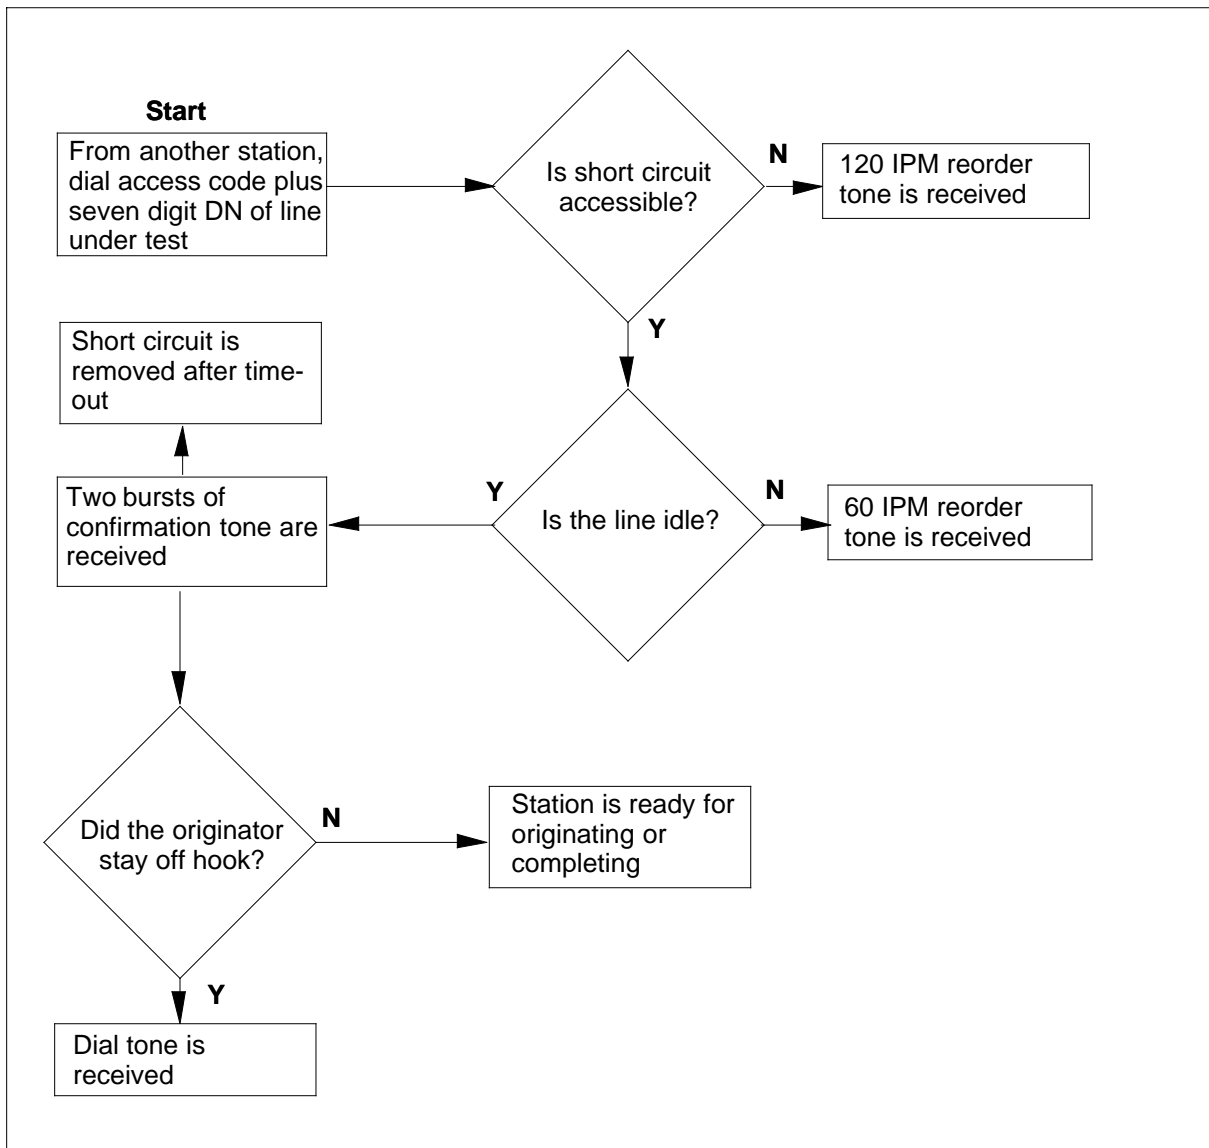 Start
From another station,
dial access code plus
seven digit DN of line
under test
Is short circuit
accessible?
N
120 IPM reorder
tone is received
Y
Short circuit is
removed after time-
out
Two bursts of
confirmation tone are
received
Y
Is the line idle?
N
60 IPM reorder
tone is received
Did the originator
stay off hook?
N
Station is ready for
originating or
completing
Y
Dial tone is
received